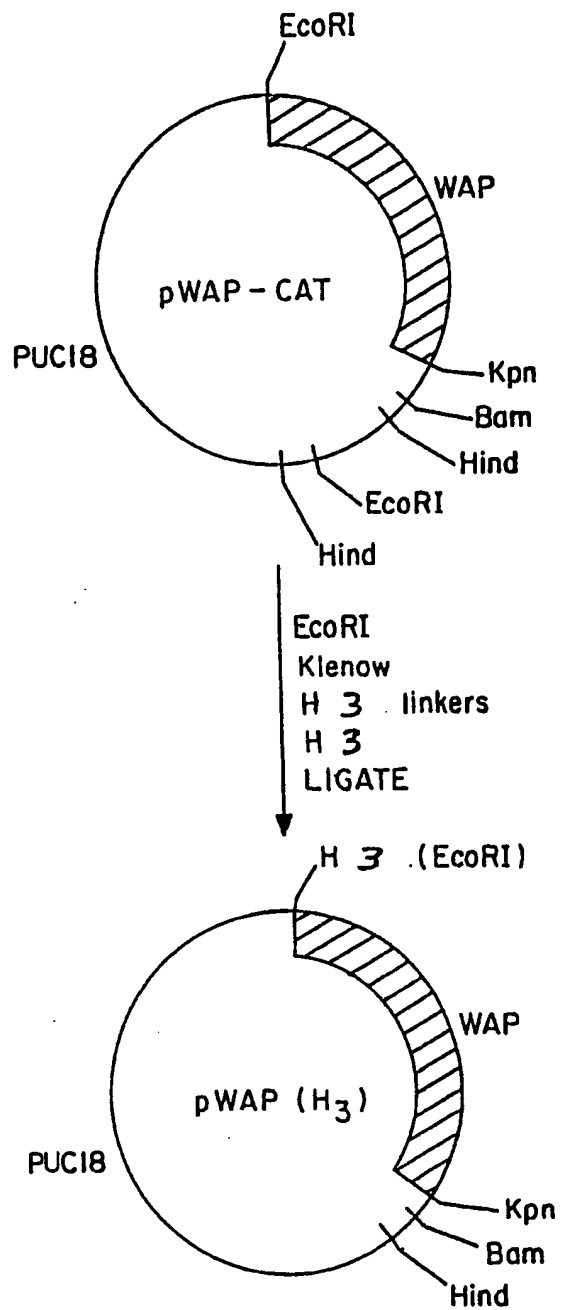 EcoRI
WAP
pWAP-CAT
PUC18
Kpn
Bam
Hind
EcoRI
Hind
EcoRI
Klenow
H 3 linkers
H 3
LIGATE
H 3 (EcoRI)
WAP
pWAP (H3)
PUC18
Kpn
Bam
Hind